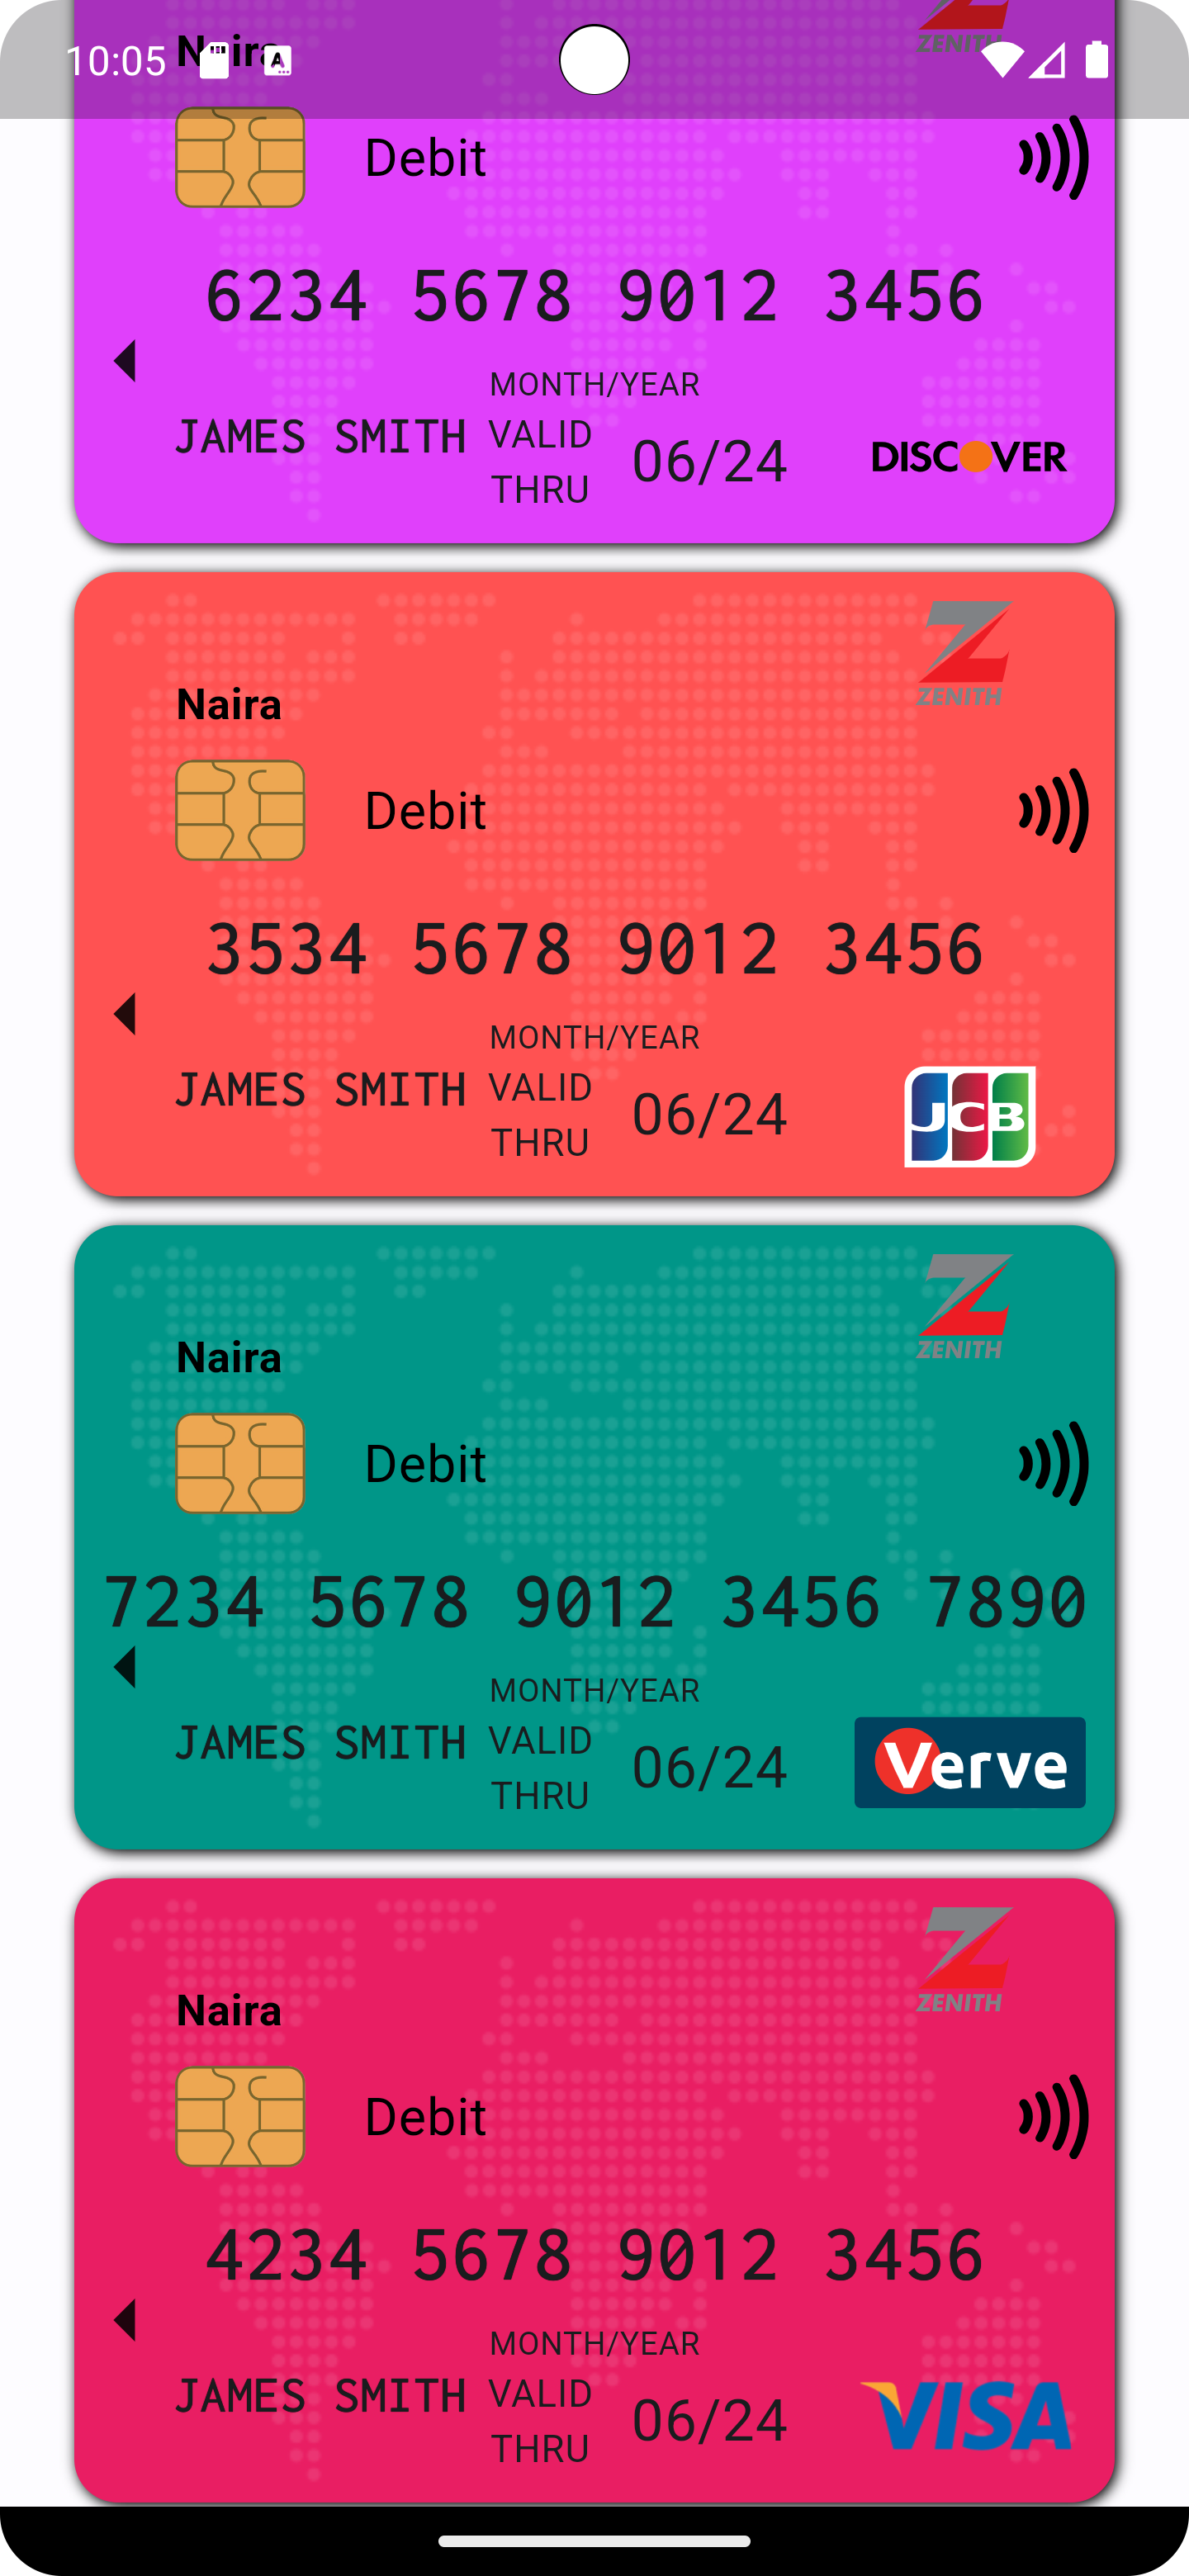 10:05
Naira
ZENITH
Debit
6234 5678 9012 3456
MONTH/YEAR
JAMES SMITH VALID THRU 06/24
DISCOVER
ZENITH
Naira
Debit
3534 5678 9012 3456
MONTH/YEAR
JAMES SMITH VALID THRU 06/24
JCB
ZENITH
Naira
Debit
7234 5678 9012 3456 7890
MONTH/YEAR
JAMES SMITH VALID THRU 06/24
Verve
ZENITH
Naira
Debit
4234 5678 9012 3456
MONTH/YEAR
JAMES SMITH VALID THRU 06/24
VISA